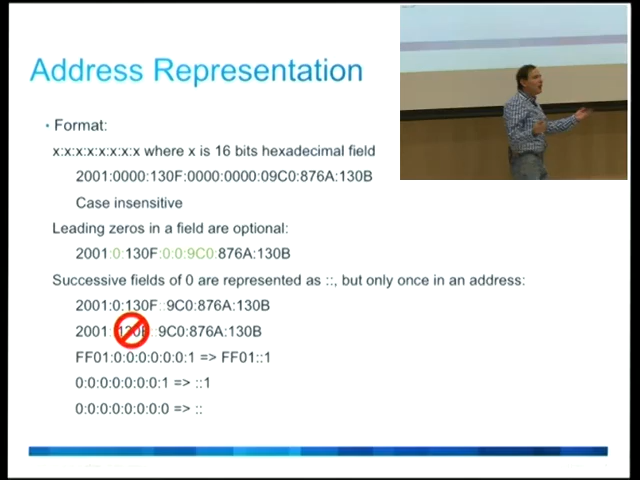 Address Representation
• Format:
x:x:x:x:x:x:x:x where x is 16 bits hexadecimal field
2001:0000:130F:0000:0000:09C0:876A:130B
Case insensitive
Leading zeros in a field are optional:
2001:0:130F:0:0:9C0:876A:130B
Successive fields of 0 are represented as ::, but only once in an address:
2001:0:130F::9C0:876A:130B
2001::130F::9C0:876A:130B
FF01:0:0:0:0:0:0:1 => FF01::1
0:0:0:0:0:0:0:1 => ::1
0:0:0:0:0:0:0:0 => ::